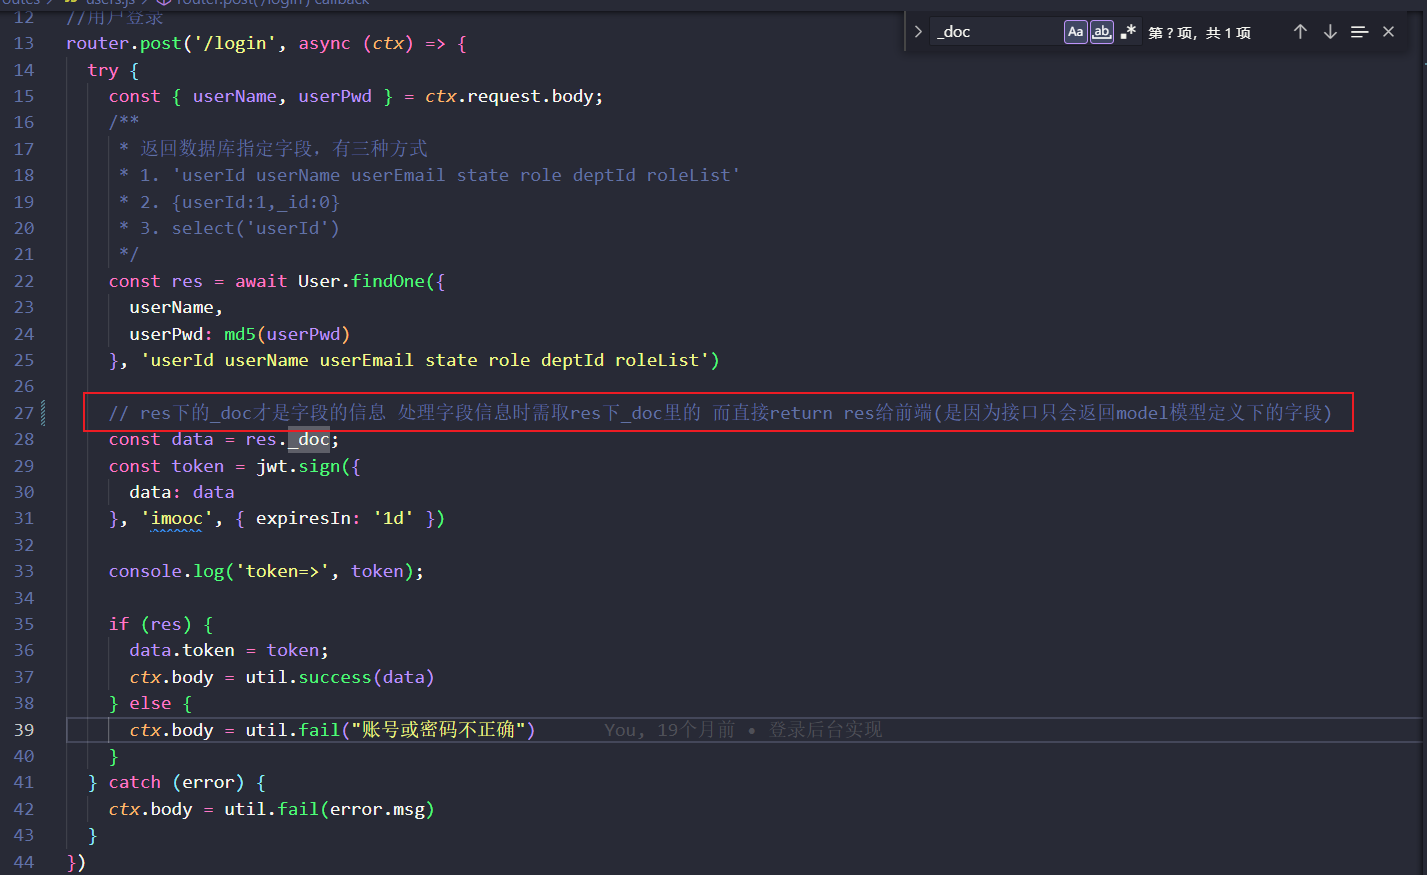 users.js router.post('/login') callback
_doc Aa ab 第 ? 项，共 1 项
12 //用户登录
13 router.post('/login', async (ctx) => {
14 try {
15 const { userName, userPwd } = ctx.request.body;
16 /**
17 * 返回数据库指定字段，有三种方式
18 * 1. 'userId userName userEmail state role deptId roleList'
19 * 2. {userId:1,_id:0}
20 * 3. select('userId')
21 */
22 const res = await User.findOne({
23 userName,
24 userPwd: md5(userPwd)
25 }, 'userId userName userEmail state role deptId roleList')
26
27 // res下的_doc才是字段的信息 处理字段信息时需取res下_doc里的 而直接return res给前端(是因为接口只会返回model模型定义下的字段)
28 const data = res._doc;
29 const token = jwt.sign({
30 data: data
31 }, 'imooc', { expiresIn: '1d' })
32
33 console.log('token=>', token);
34
35 if (res) {
36 data.token = token;
37 ctx.body = util.success(data)
38 } else {
39 ctx.body = util.fail("账号或密码不正确") You, 19个月前 • 登录后台实现
40 }
41 } catch (error) {
42 ctx.body = util.fail(error.msg)
43 }
44 })